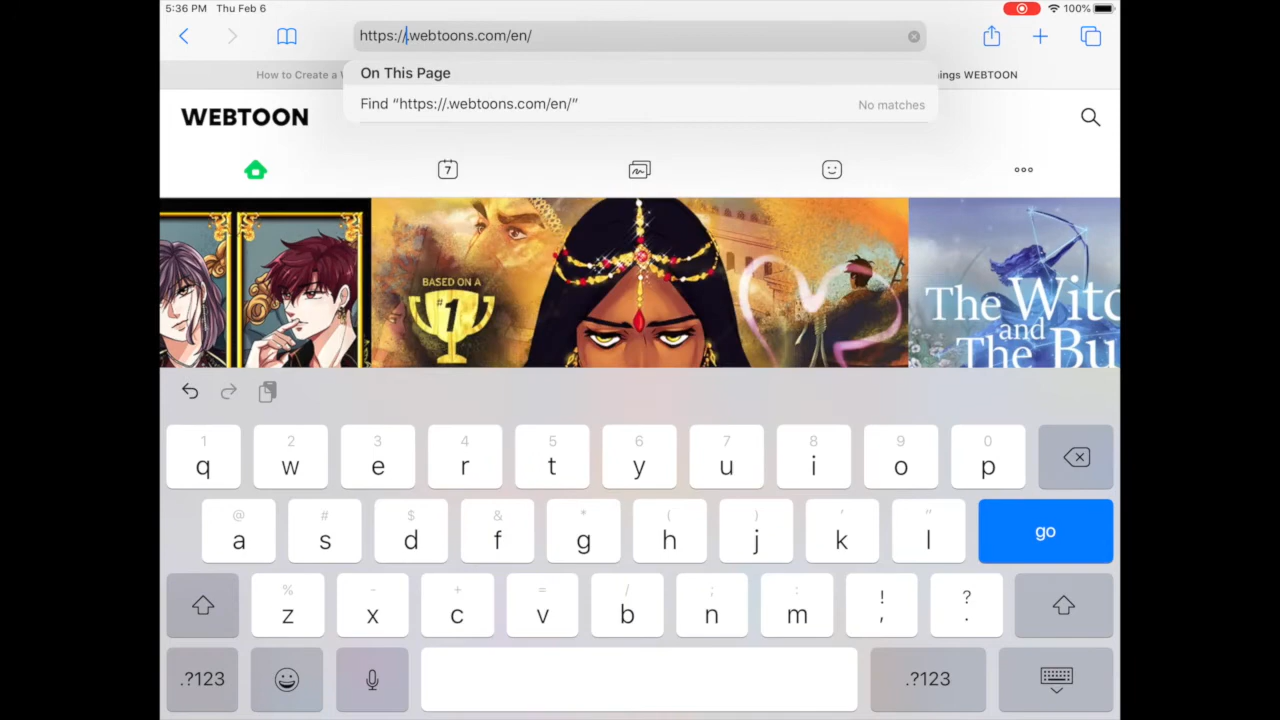 5:36 PM Thu Feb 6
100%
https://.webtoons.com/en/
How to Create a
ings WEBTOON
On This Page
Find “https://.webtoons.com/en/”
No matches
WEBTOON
7
BASED ON A
#1
The Witc
and
The Bu
1 2 3 4 5 6 7 8 9 0
q w e r t y u i o p
@ # $ & * ( ) ' "
a s d f g h j k l go
% - + = / ; : ! ?
z x c v b n m , .
.?123 .?123